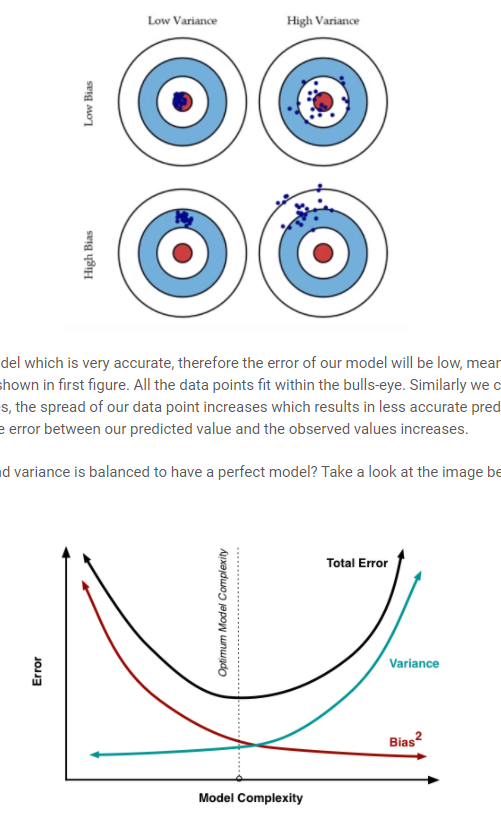 Low Variance High Variance
Low Bias
High Bias
del which is very accurate, therefore the error of our model will be low, mean
shown in first figure. All the data points fit within the bulls-eye. Similarly we c
s, the spread of our data point increases which results in less accurate pred
e error between our predicted value and the observed values increases.
nd variance is balanced to have a perfect model? Take a look at the image be
Optimum Model Complexity
Total Error
Variance
Error
Bias²
Model Complexity